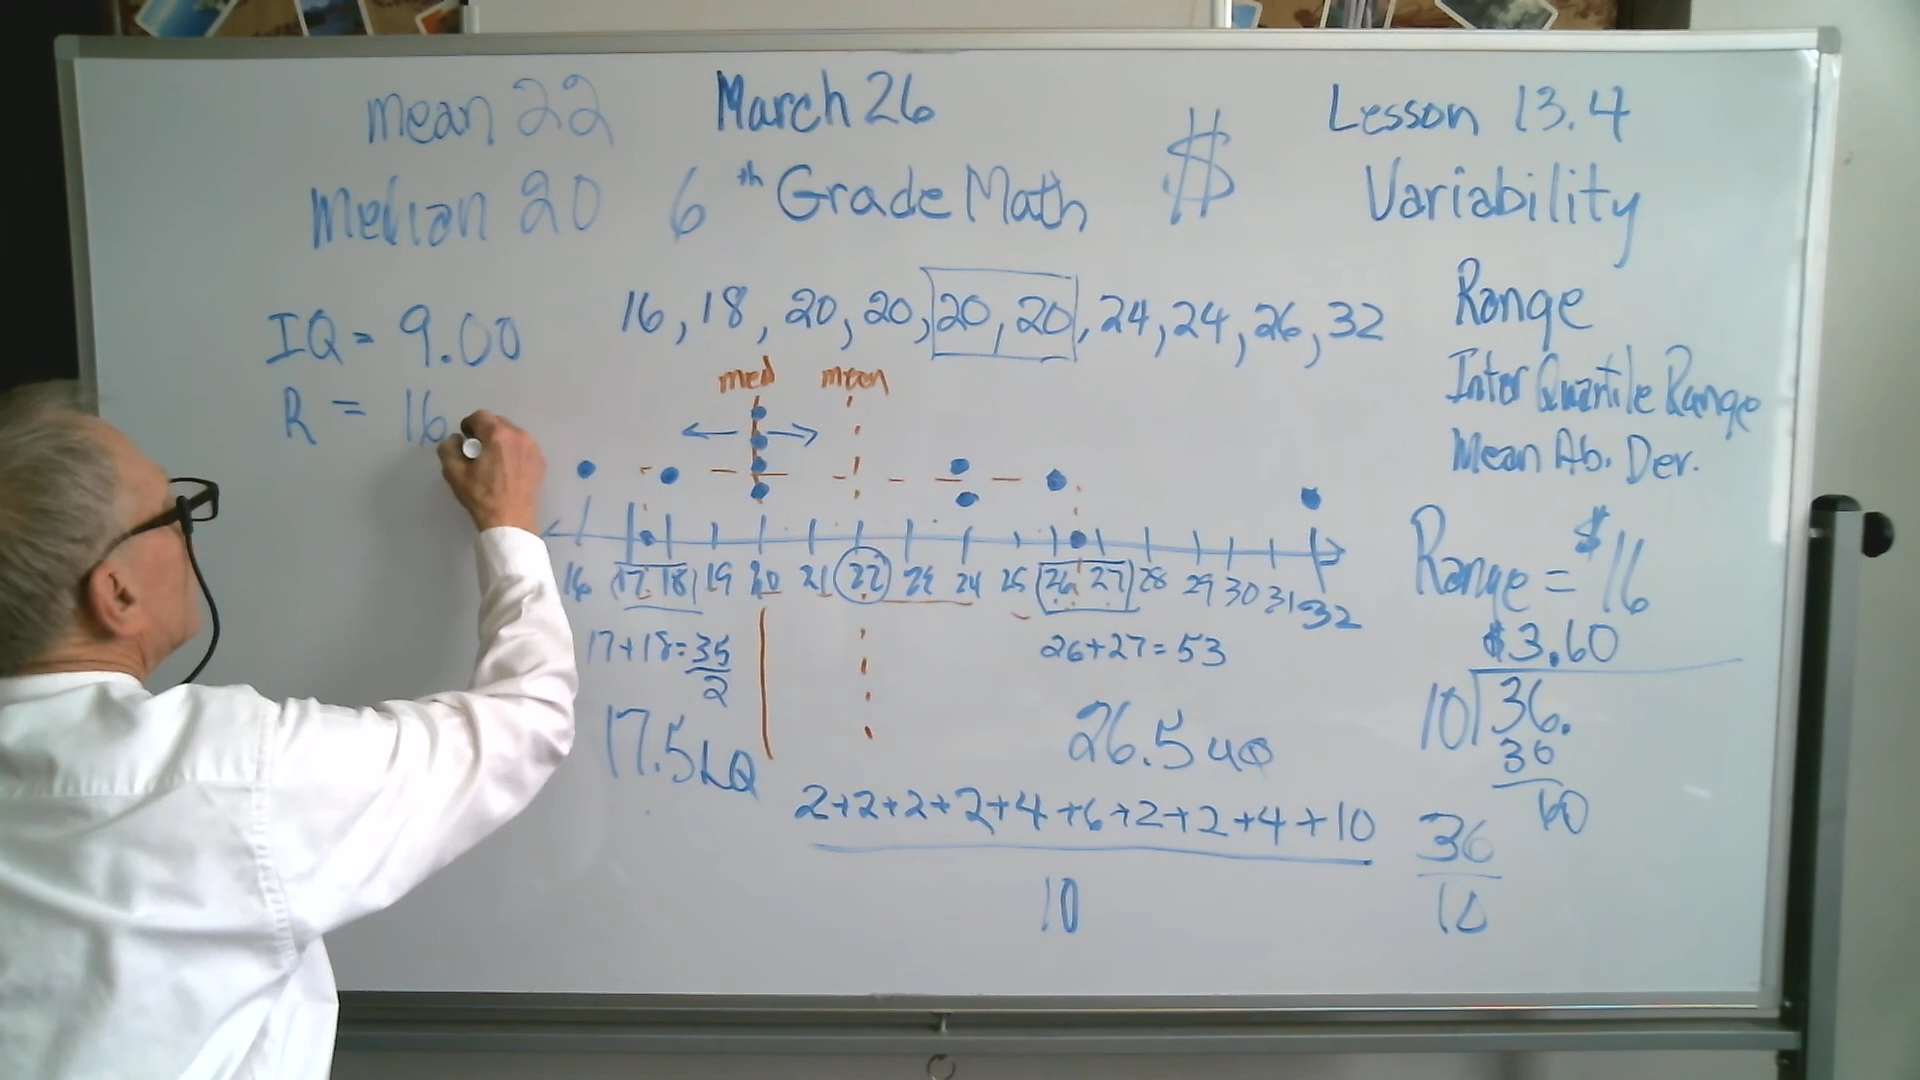 mean 22
March 26
Lesson 13.4
Median 20
6th Grade Math
$
Variability
IQ = 9.00
R = 16
16, 18, 20, 20, 20, 20, 24, 24, 26, 32
med mean
Range
Inter Quartile Range
Mean Ab. Dev.
16 17 18 19 20 21 22 23 24 25 26 27 28 29 30 31 32
17+18=35
2
26+27=53
17.5 LQ
26.5 UQ
2+2+2+2+4+6+2+2+4+10
10
Range = $16
$3.60
10 36.
30
60
36
10